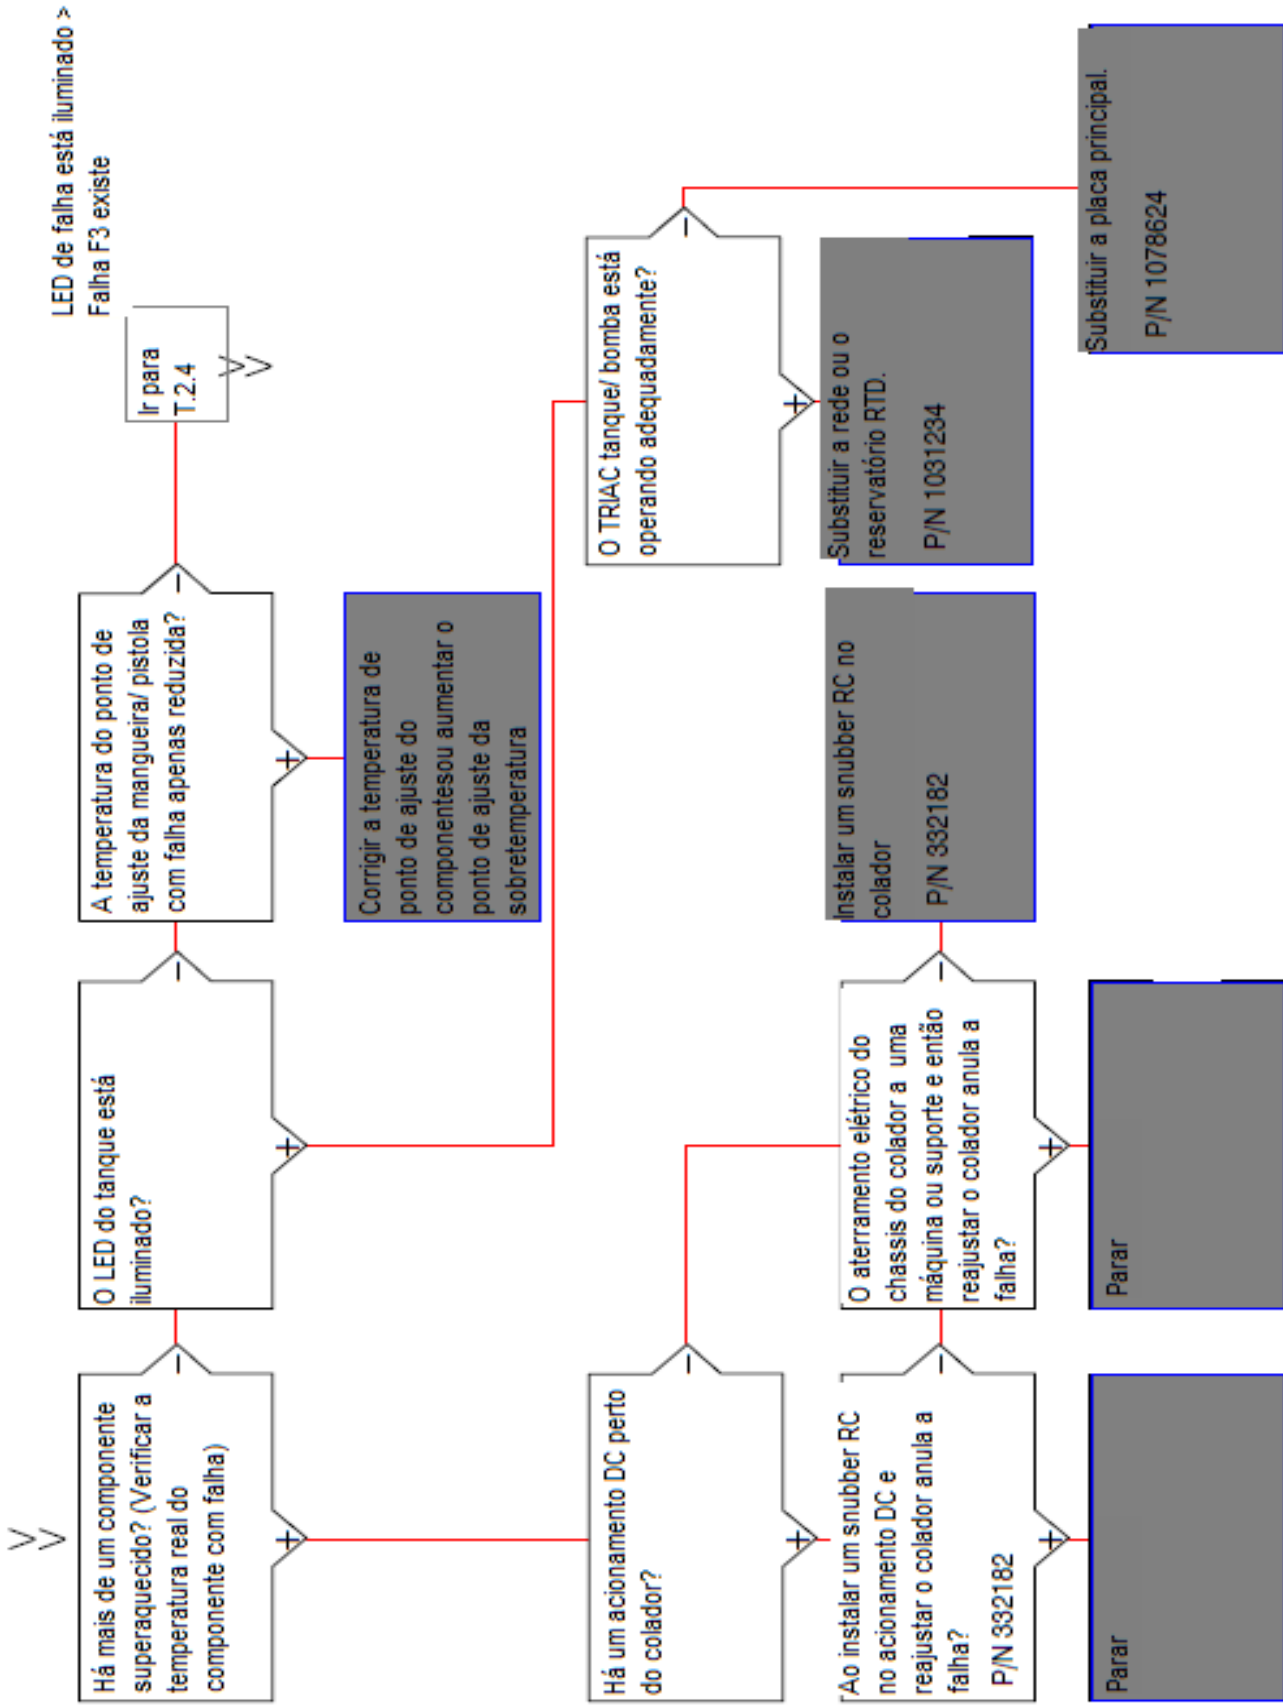 LED de falha está iluminado >
Falha F3 existe
Há mais de um componente
superaquecido? (Verificar a
temperatura real do
componente com falha)
+
−
O LED do tanque está
iluminado?
+
−
A temperatura do ponto de
ajuste da mangueira/ pistola
com falha apenas reduzida?
+
−
Ir para
T.2.4
Corrigir a temperatura de
ponto de ajuste do
componentesou aumentar o
ponto de ajuste da
sobretemperatura
Há um acionamento DC perto
do colador?
+
−
O TRIAC tanque/ bomba está
operando adequadamente?
+
−
Ao instalar um snubber RC
no acionamento DC e
reajustar o colador anula a
falha?
P/N 332182
+
−
O aterramento elétrico do
chassis do colador a uma
máquina ou suporte e então
reajustar o colador anula a
falha?
+
−
Instalar um snubber RC no
colador
P/N 332182
Substituir a rede ou o
reservatório RTD.
P/N 1031234
Parar
Parar
Substituir a placa principal.
P/N 1078624